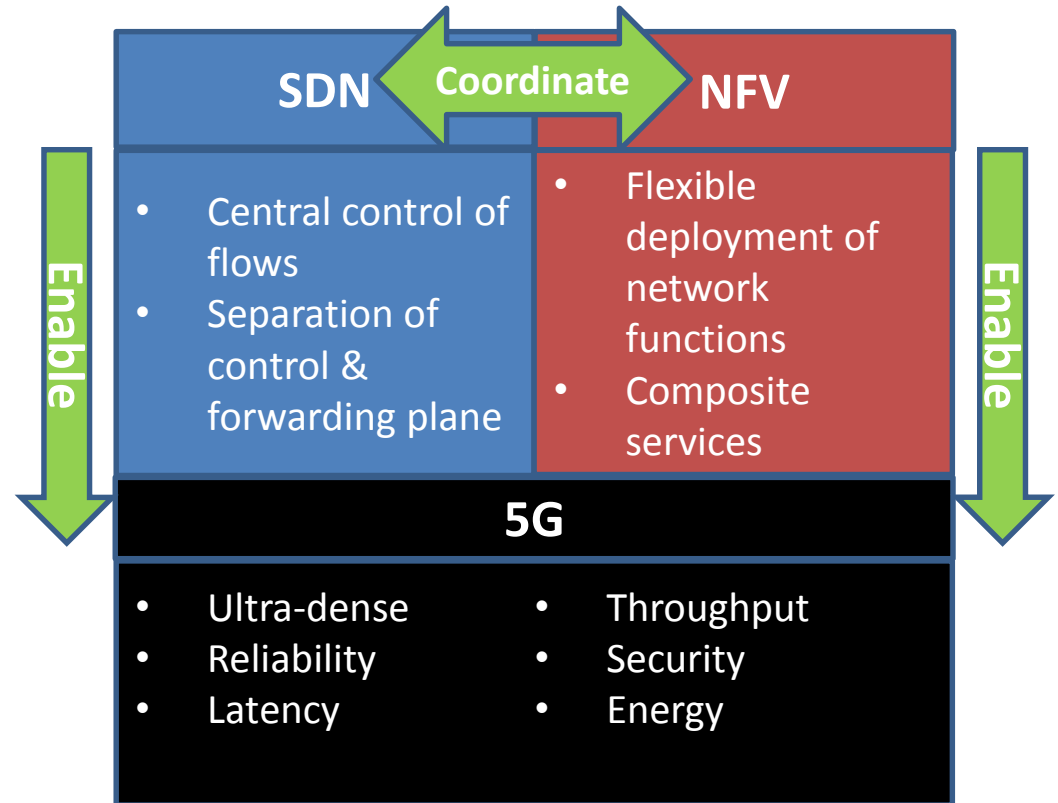 SDN
Coordinate
NFV
Enable
• Central control of
flows
• Separation of
control &
forwarding plane
• Flexible
deployment of
network
functions
• Composite
services
Enable
5G
• Ultra-dense
• Reliability
• Latency
• Throughput
• Security
• Energy